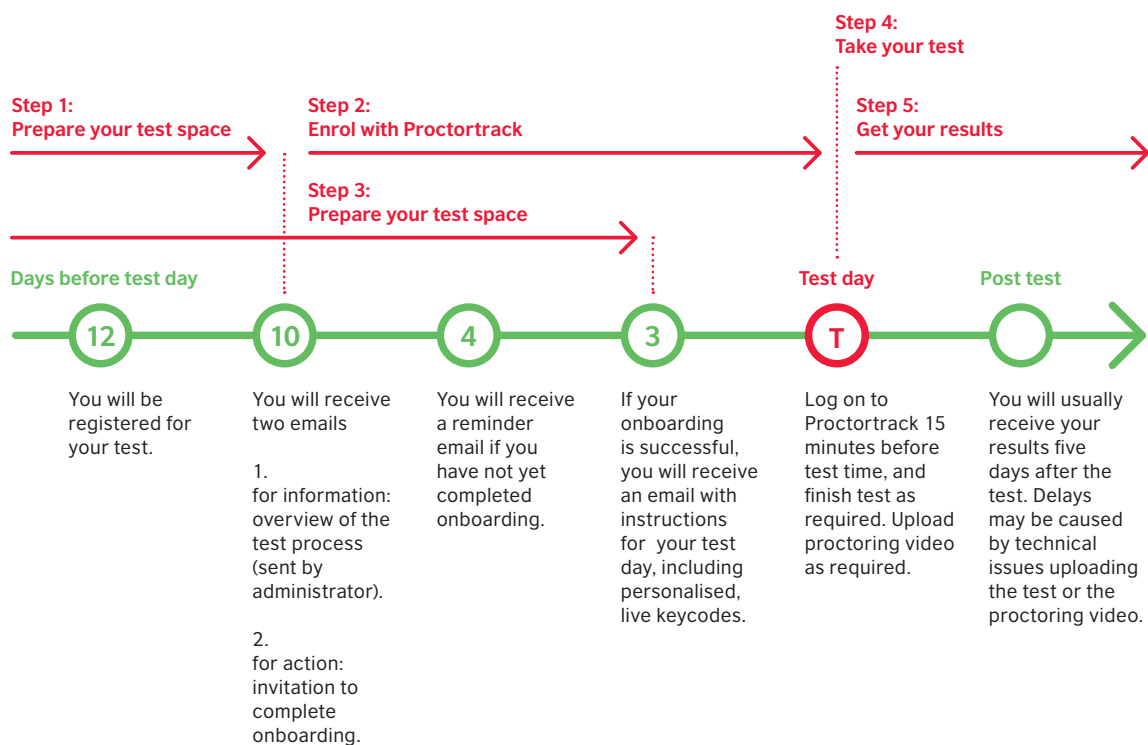 Step 4:
Take your test
Step 1:
Prepare your test space
Step 2:
Enrol with Proctortrack
Step 5:
Get your results
Step 3:
Prepare your test space
Days before test day
Test day
Post test
12
10
4
3
T
You will be
registered for
your test.
You will receive
two emails
1.
for information:
overview of the
test process
(sent by
administrator).
2.
for action:
invitation to
complete
onboarding.
You will receive
a reminder
email if you
have not yet
completed
onboarding.
If your
onboarding
is successful,
you will receive
an email with
instructions
for your test
day, including
personalised,
live keycodes.
Log on to
Proctortrack 15
minutes before
test time, and
finish test as
required. Upload
proctoring video
as required.
You will usually
receive your
results five
days after the
test. Delays
may be caused
by technical
issues uploading
the test or the
proctoring video.